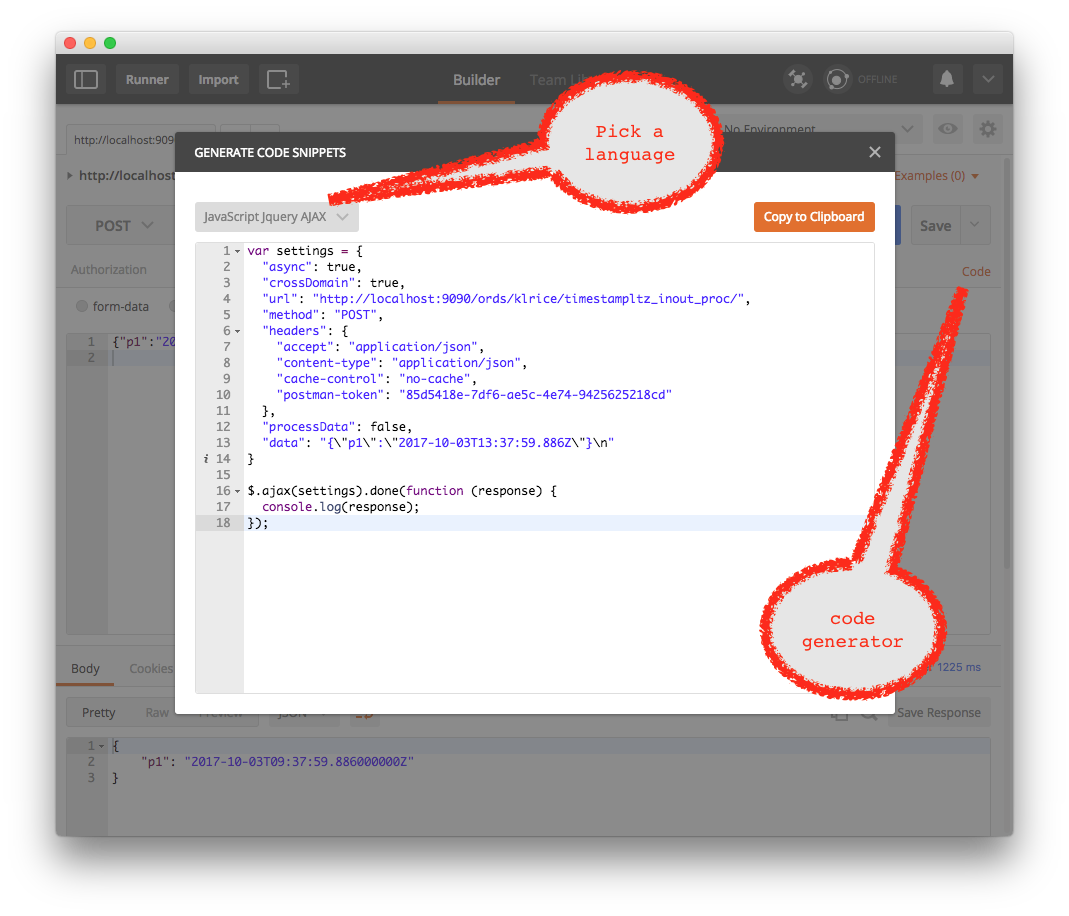 Runner
Import
Builder
Team Li
OFFLINE
http://localhost:909
No Environment
GENERATE CODE SNIPPETS
Pick a
language
http://localhost
Examples (0)
JavaScript Jquery AJAX
Copy to Clipboard
POST
Save
Authorization
Code
form-data
1 {"p1":"20
2
1 var settings = {
2 "async": true,
3 "crossDomain": true,
4 "url": "http://localhost:9090/ords/klrice/timestampltz_inout_proc/",
5 "method": "POST",
6 "headers": {
7 "accept": "application/json",
8 "content-type": "application/json",
9 "cache-control": "no-cache",
10 "postman-token": "85d5418e-7df6-ae5c-4e74-9425625218cd"
11 },
12 "processData": false,
13 "data": "{\"p1\":\"2017-10-03T13:37:59.886Z\"}\n"
i 14 }
15
16 $.ajax(settings).done(function (response) {
17 console.log(response);
18 });
code
generator
Body
Cookies
1225 ms
Pretty
Raw
Preview
JSON
Save Response
1 {
2 "p1": "2017-10-03T09:37:59.886000000Z"
3 }